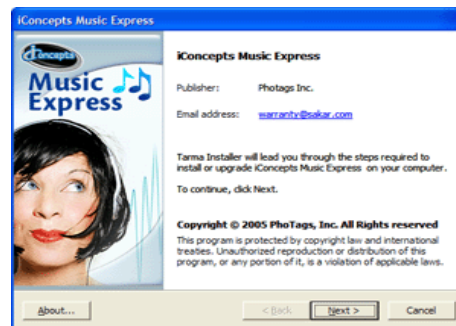 iConcepts Music Express
iConcepts
Music
Express
iConcepts Music Express
Publisher: Photags Inc.
Email address: warranty@sakar.com
Tarma Installer will lead you through the steps required to
install or upgrade iConcepts Music Express on your computer.
To continue, click Next.
Copyright © 2005 PhoTags, Inc. All Rights reserved
This program is protected by copyright law and international
treaties. Unauthorized reproduction or distribution of this
program, or any portion of it, is a violation of applicable laws.
About... < Back Next > Cancel